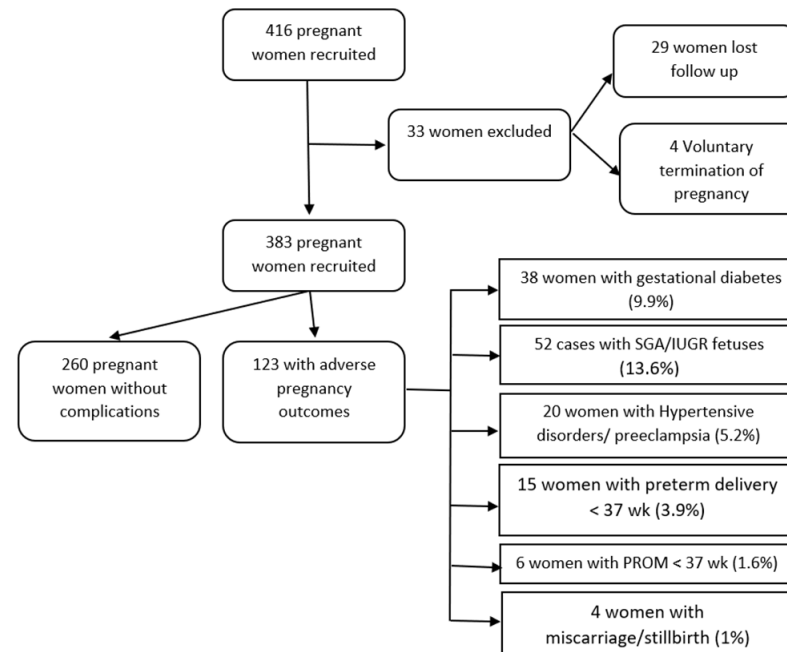 416 pregnant
women recruited
29 women lost
follow up
33 women excluded
4 Voluntary
termination of
pregnancy
383 pregnant
women recruited
38 women with gestational diabetes
(9.9%)
52 cases with SGA/IUGR fetuses
(13.6%)
260 pregnant
women without
complications
123 with adverse
pregnancy
outcomes
20 women with Hypertensive
disorders/ preeclampsia (5.2%)
15 women with preterm delivery
< 37 wk (3.9%)
6 women with PROM < 37 wk (1.6%)
4 women with
miscarriage/stillbirth (1%)